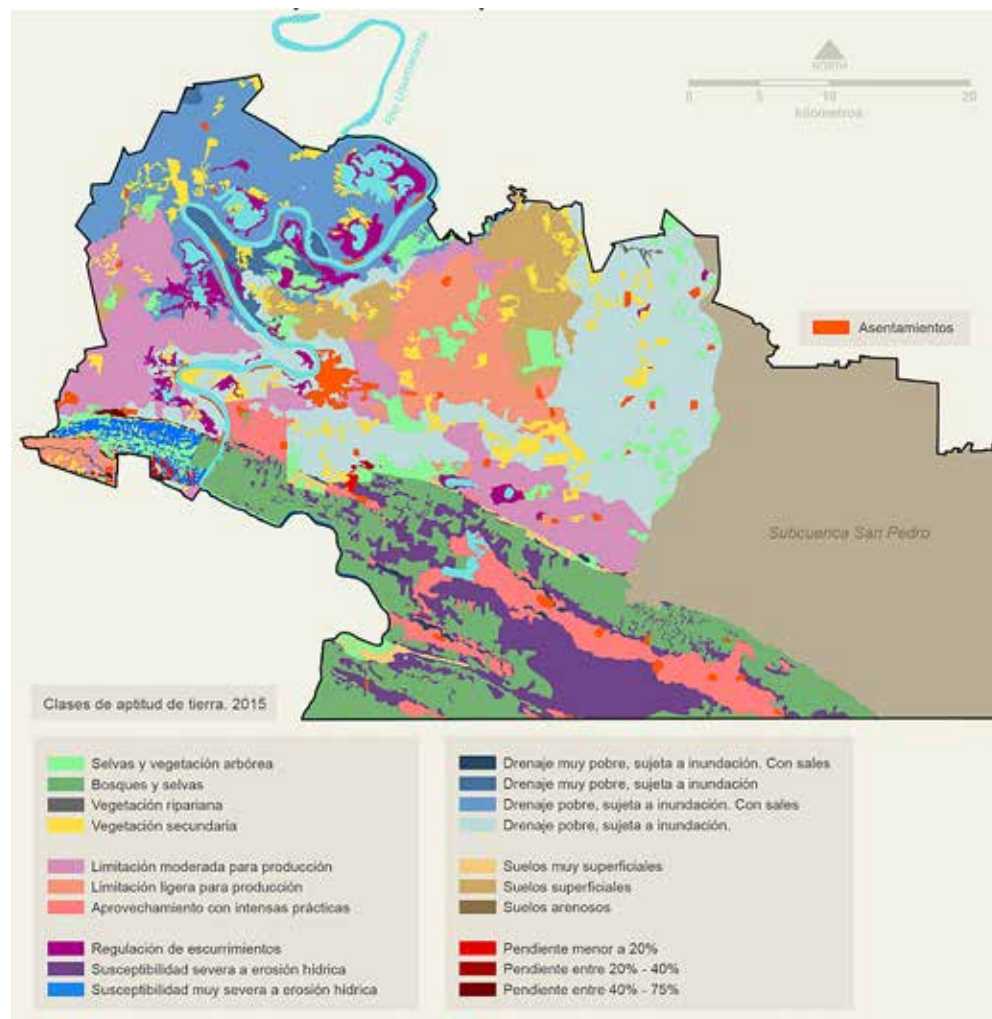 Río Usumacinta
NORTH
0 5 10 20
kilometros
Asentamientos
Subcuenca San Pedro
Clases de aptitud de tierra. 2015
Selvas y vegetación arbórea
Bosques y selvas
Vegetación ripariana
Vegetación secundaria
Limitación moderada para producción
Limitación ligera para producción
Aprovechamiento con intensas prácticas
Regulación de escurrimientos
Susceptibilidad severa a erosión hídrica
Susceptibilidad muy severa a erosión hídrica
Drenaje muy pobre, sujeta a inundación. Con sales
Drenaje muy pobre, sujeta a inundación
Drenaje pobre, sujeta a inundación. Con sales
Drenaje pobre, sujeta a inundación.
Suelos muy superficiales
Suelos superficiales
Suelos arenosos
Pendiente menor a 20%
Pendiente entre 20% - 40%
Pendiente entre 40% - 75%